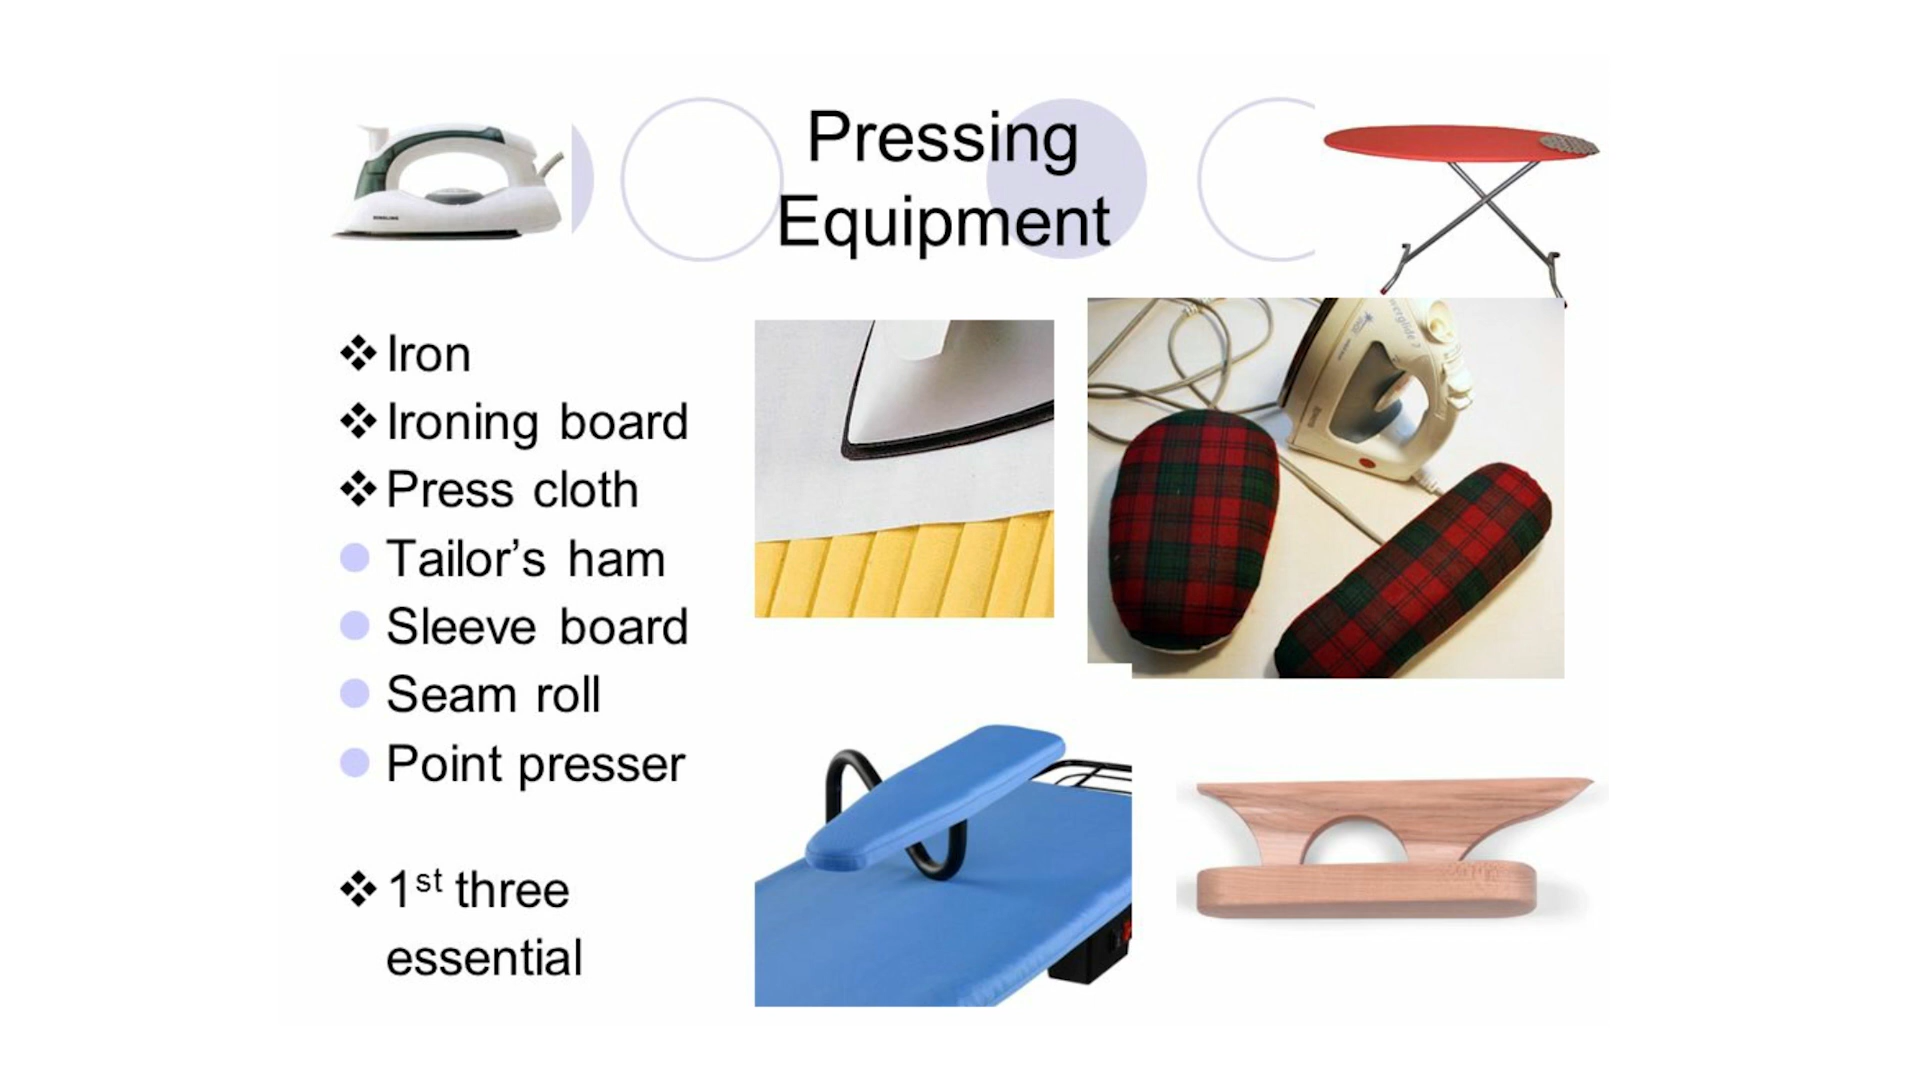 Pressing
Equipment
❖ Iron
❖ Ironing board
❖ Press cloth
● Tailor’s ham
● Sleeve board
● Seam roll
● Point presser
❖ 1st three
essential